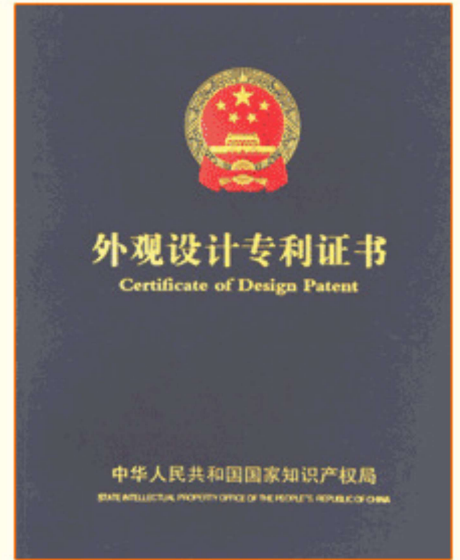 外观设计专利证书
Certificate of Design Patent
中华人民共和国国家知识产权局
STATE INTELLECTUAL PROPERTY OFFICE OF THE PEOPLE'S REPUBLIC OF CHINA